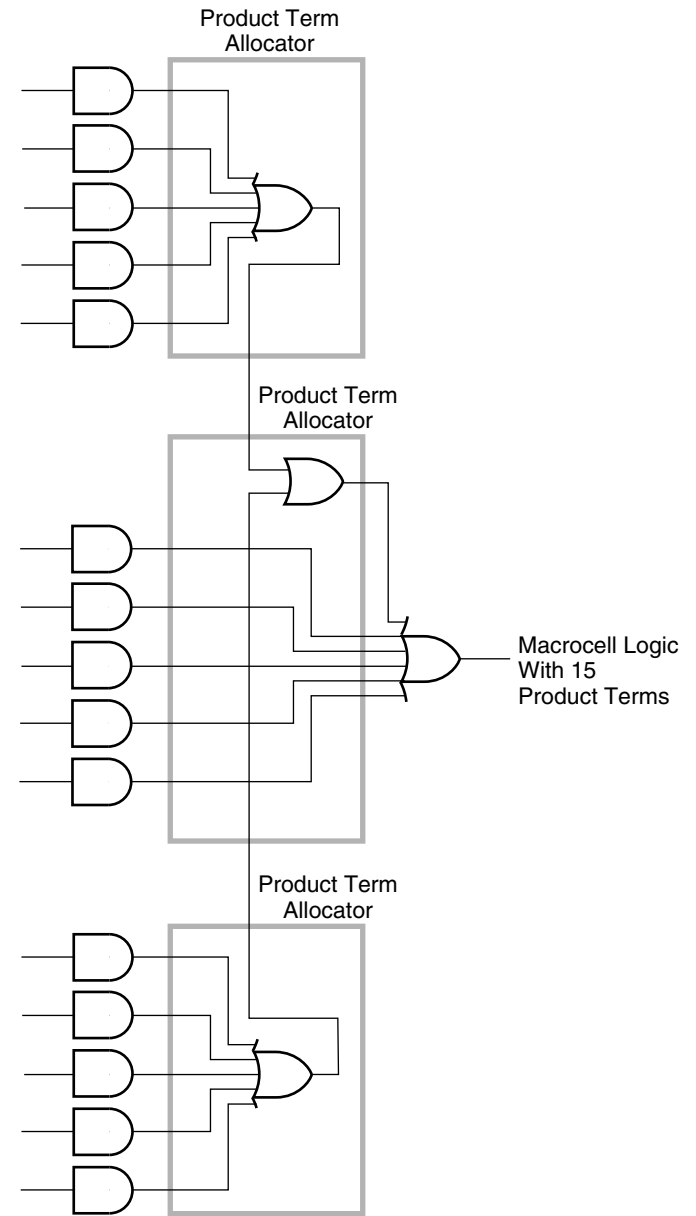 Product Term
Allocator
Product Term
Allocator
Macrocell Logic
With 15
Product Terms
Product Term
Allocator